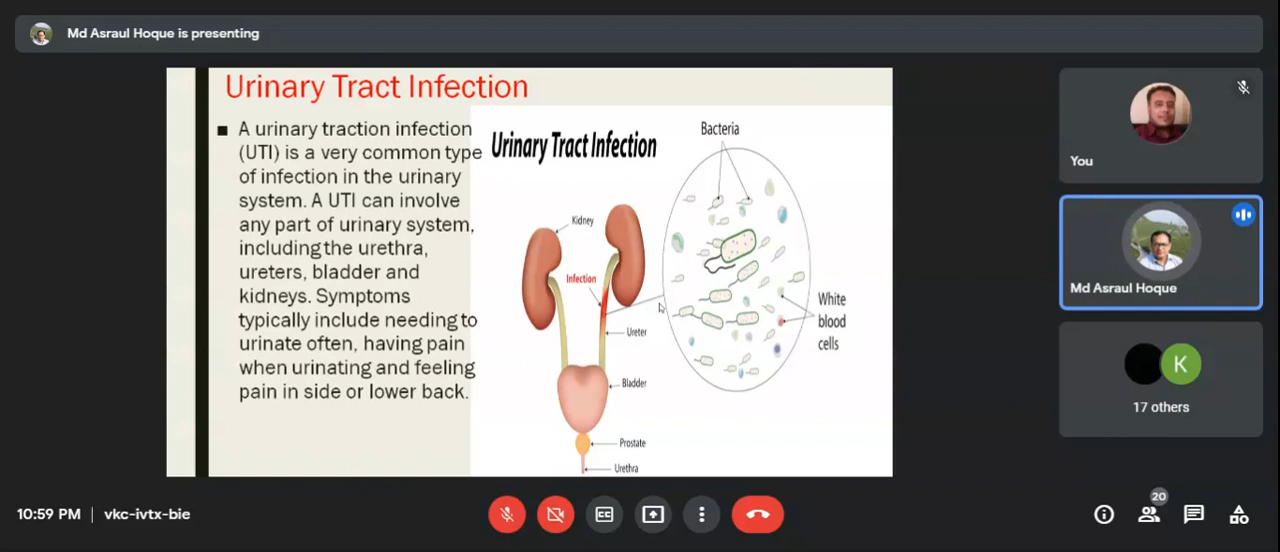 Md Asraul Hoque is presenting
Urinary Tract Infection
A urinary traction infection
(UTI) is a very common type
of infection in the urinary
system. A UTI can involve
any part of urinary system,
including the urethra,
ureters, bladder and
kidneys. Symptoms
typically include needing to
urinate often, having pain
when urinating and feeling
pain in side or lower back.
Urinary Tract Infection
Bacteria
Kidney
Infection
Ureter
White
blood
cells
Bladder
Prostate
Urethra
You
Md Asraul Hoque
K
17 others
10:59 PM | vkc-ivtx-bie
CC
20